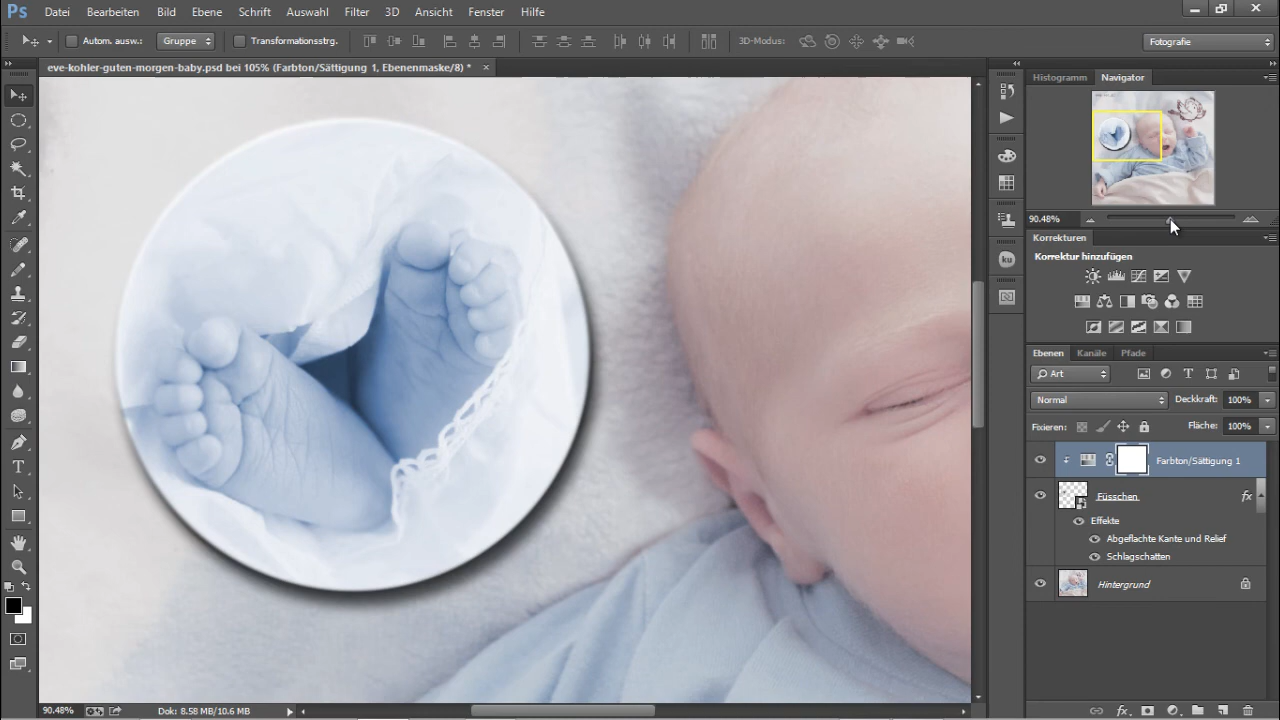 Ps Datei Bearbeiten Bild Ebene Schrift Auswahl Filter 3D Ansicht Fenster Hilfe
Autom. ausw.: Gruppe Transformationsstrg. 3D-Modus: Fotografie
eve-kohler-guten-morgen-baby.psd bei 105% (Farbton/Sättigung 1, Ebenenmaske/8) *
Histogramm Navigator
90.48%
Korrekturen
Korrektur hinzufügen
Ebenen Kanäle Pfade
Art
Normal Deckkraft: 100%
Fixieren: Fläche: 100%
Farbton/Sättigung 1
Füsschen fx
Effekte
Abgeflachte Kante und Relief
Schlagschatten
Hintergrund
90.48% Dok: 8.58 MB/10.6 MB